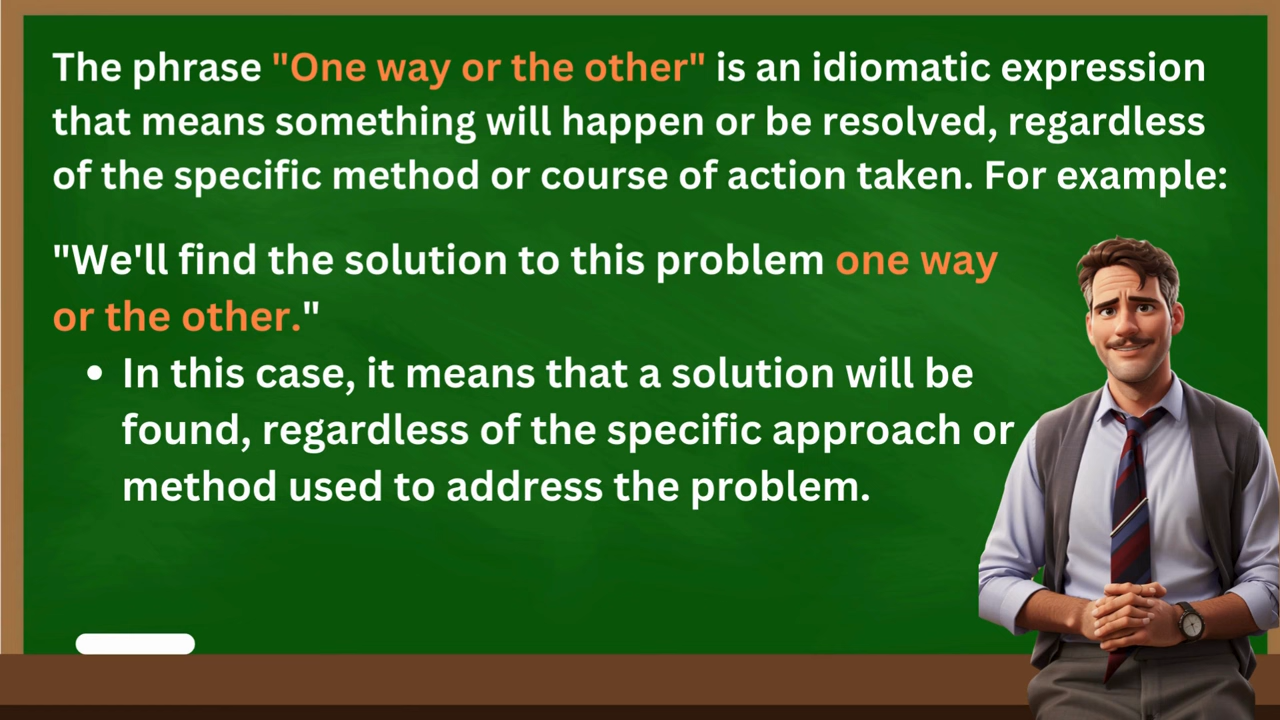 The phrase "One way or the other" is an idiomatic expression
that means something will happen or be resolved, regardless
of the specific method or course of action taken. For example:
"We'll find the solution to this problem one way
or the other."
• In this case, it means that a solution will be
found, regardless of the specific approach or
method used to address the problem.